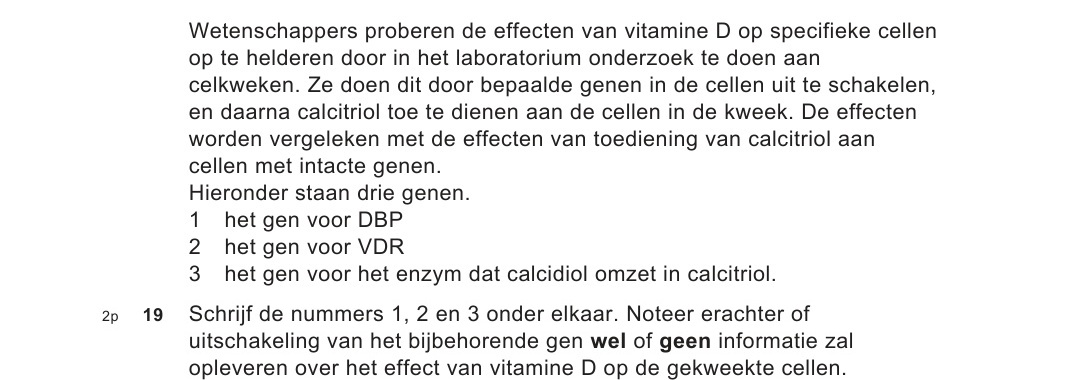 Wetenschappers proberen de effecten van vitamine D op specifieke cellen
op te helderen door in het laboratorium onderzoek te doen aan
celkweken. Ze doen dit door bepaalde genen in de cellen uit te schakelen,
en daarna calcitriol toe te dienen aan de cellen in de kweek. De effecten
worden vergeleken met de effecten van toediening van calcitriol aan
cellen met intacte genen.
Hieronder staan drie genen.
1 het gen voor DBP
2 het gen voor VDR
3 het gen voor het enzym dat calcidiol omzet in calcitriol.
2p 19 Schrijf de nummers 1, 2 en 3 onder elkaar. Noteer erachter of
uitschakeling van het bijbehorende gen wel of geen informatie zal
opleveren over het effect van vitamine D op de gekweekte cellen.